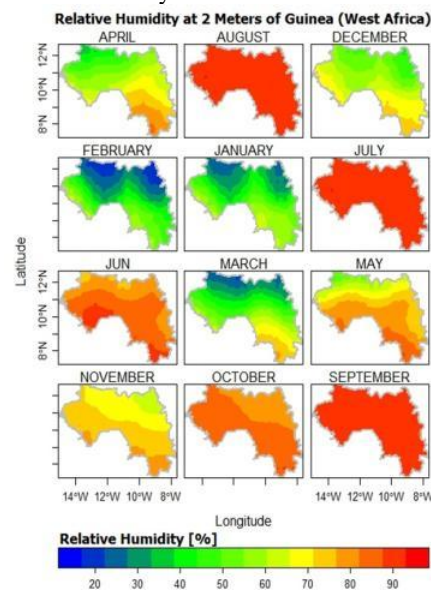 Relative Humidity at 2 Meters of Guinea (West Africa)
APRIL AUGUST DECEMBER
12°N
10°N
8°N
FEBRUARY JANUARY JULY
JUN MARCH MAY
12°N
10°N
8°N
NOVEMBER OCTOBER SEPTEMBER
Latitude
14°W 12°W 10°W 8°W 14°W 12°W 10°W 8°W
Longitude
Relative Humidity [%]
20 30 40 50 60 70 80 90